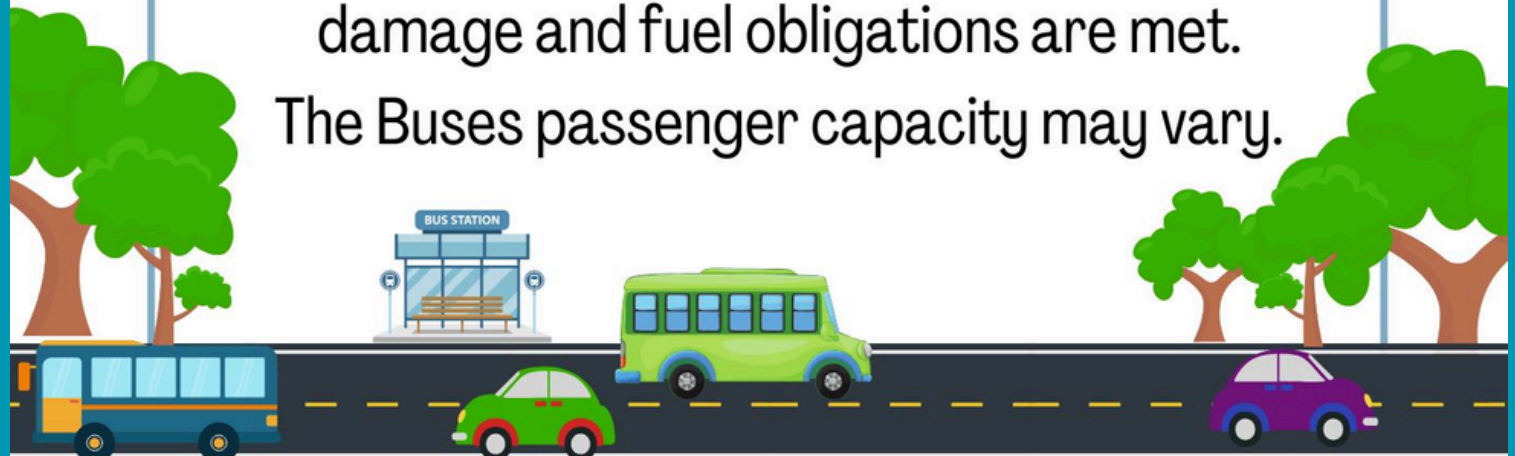 damage and fuel obligations are met.
The Buses passenger capacity may vary.
BUS STATION